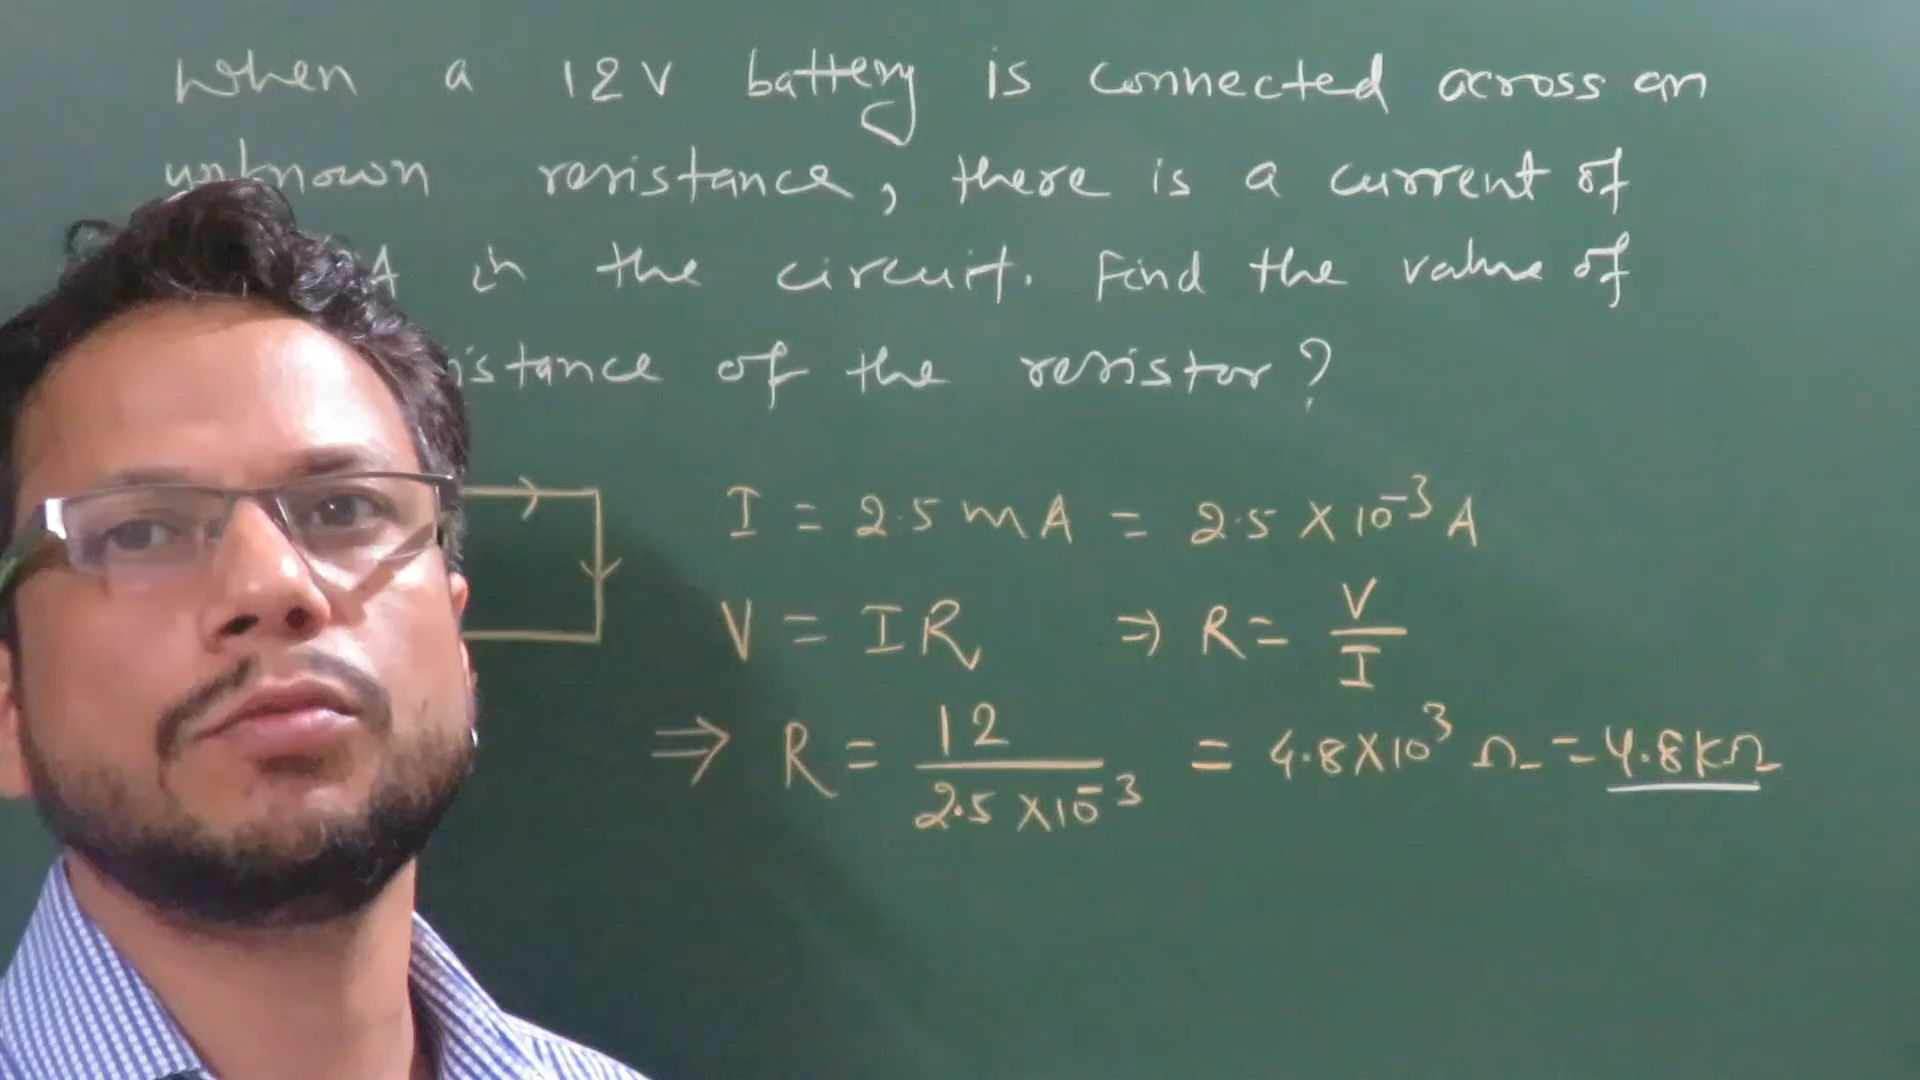 When a 12V battery is connected across an
unknown resistance, there is a current of
A in the circuit. Find the value of
istance of the resistor?
I = 2.5 mA = 2.5 × 10⁻³ A
V = IR ⇒ R = V/I
⇒ R = 12/(2.5 × 10⁻³) = 4.8 × 10³ Ω = 4.8 kΩ